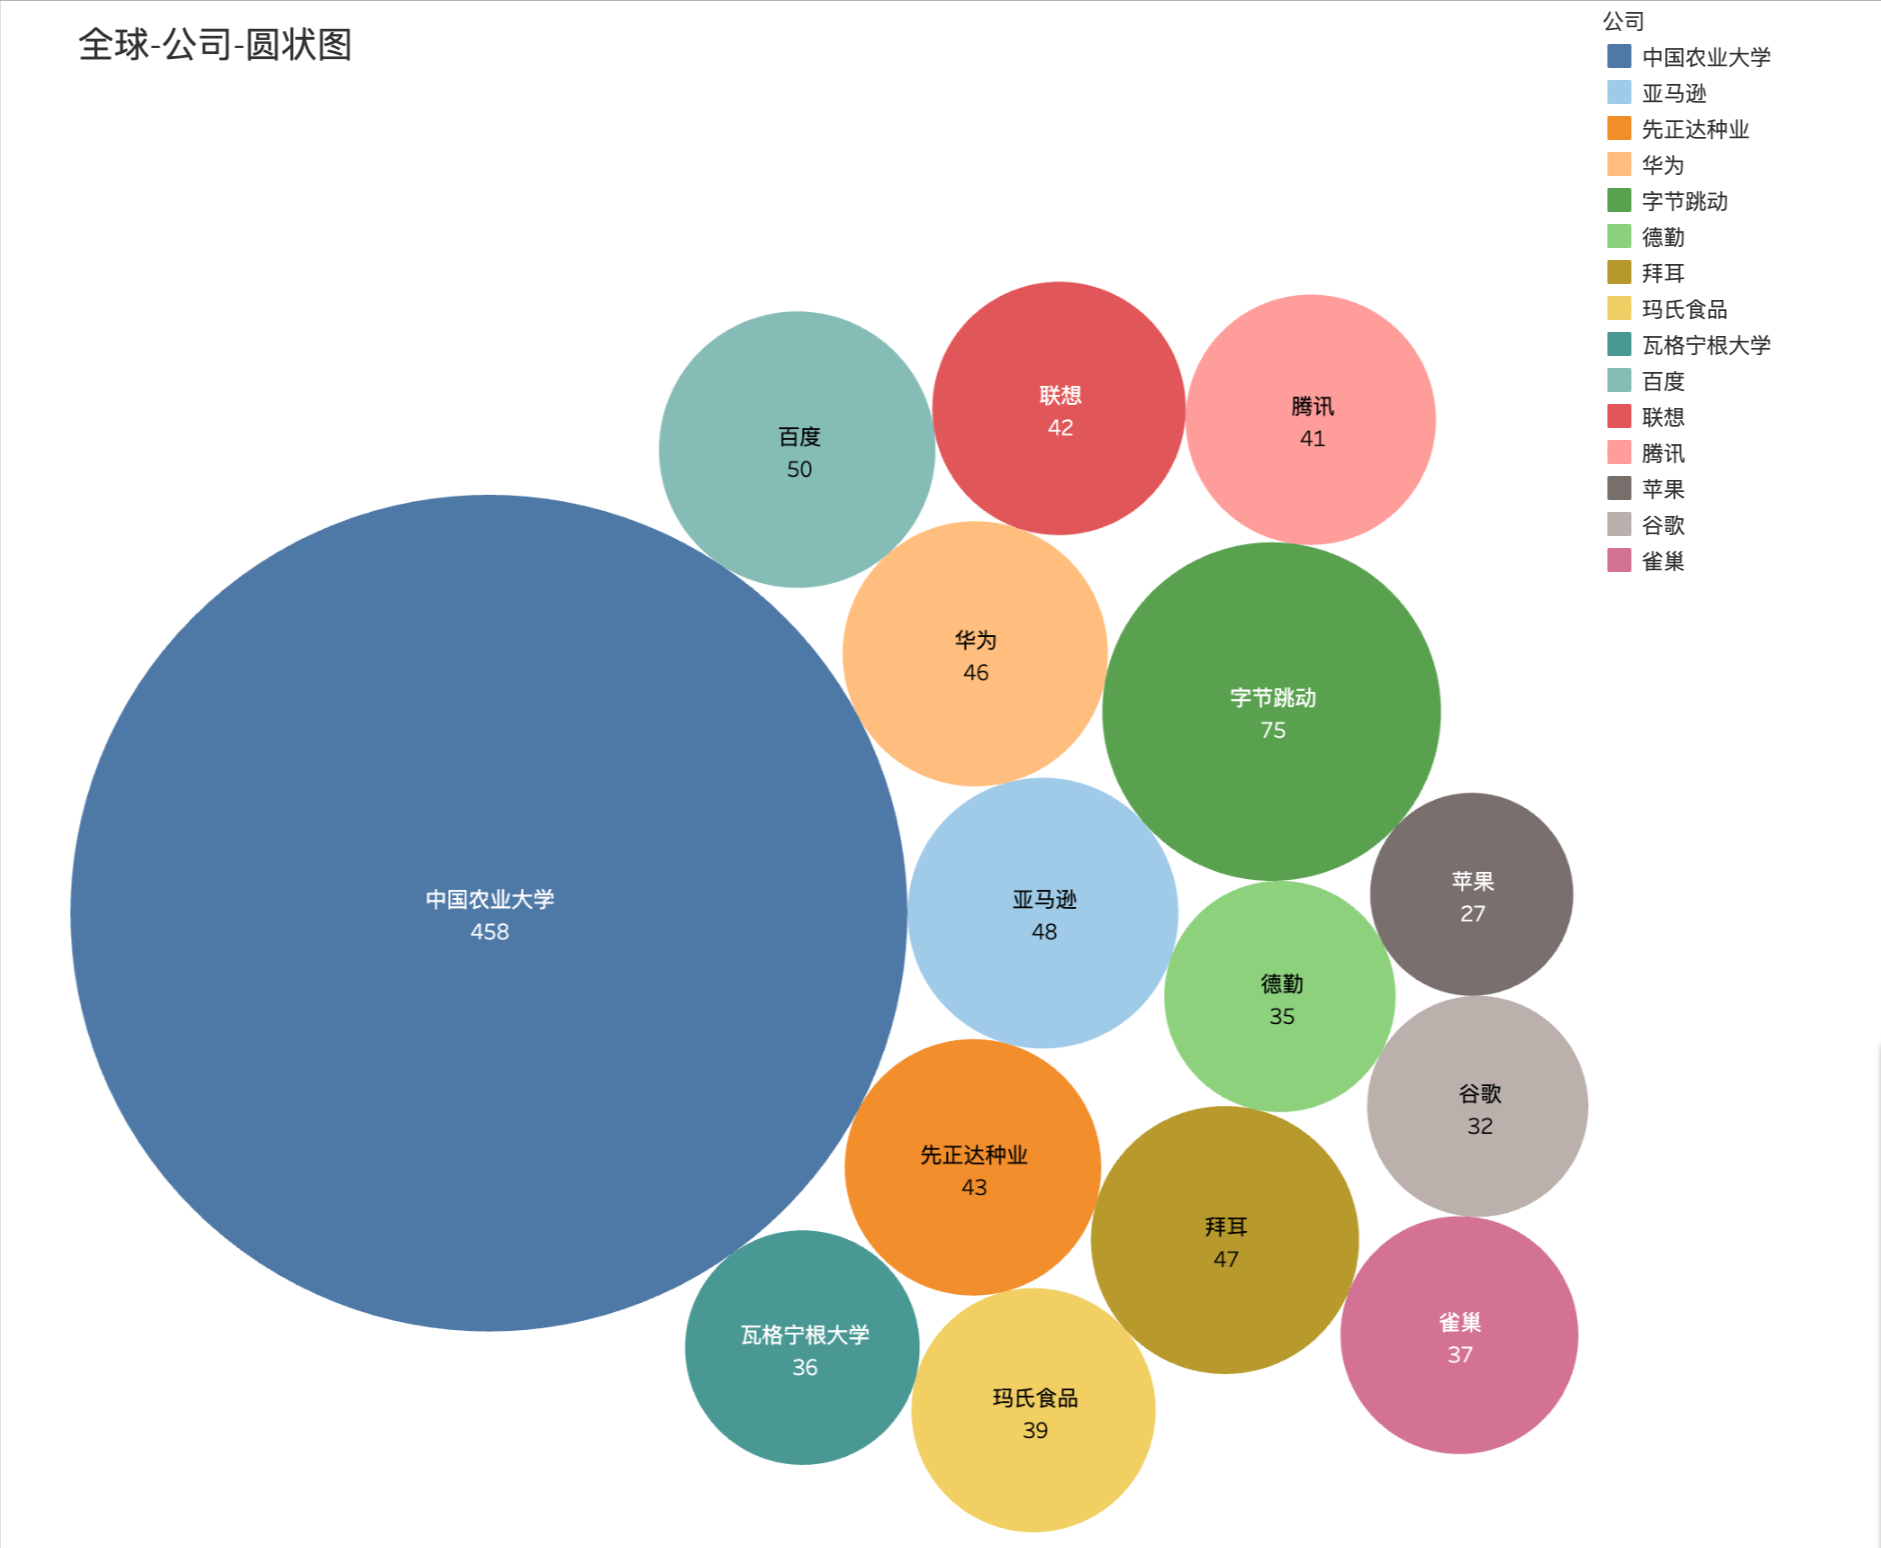 全球-公司-圆状图
公司
中国农业大学
亚马逊
先正达种业
华为
字节跳动
德勤
拜耳
玛氏食品
瓦格宁根大学
百度
联想
腾讯
苹果
谷歌
雀巢
联想
42
腾讯
41
百度
50
华为
46
字节跳动
75
苹果
27
中国农业大学
458
亚马逊
48
德勤
35
谷歌
32
先正达种业
43
拜耳
47
雀巢
37
瓦格宁根大学
36
玛氏食品
39